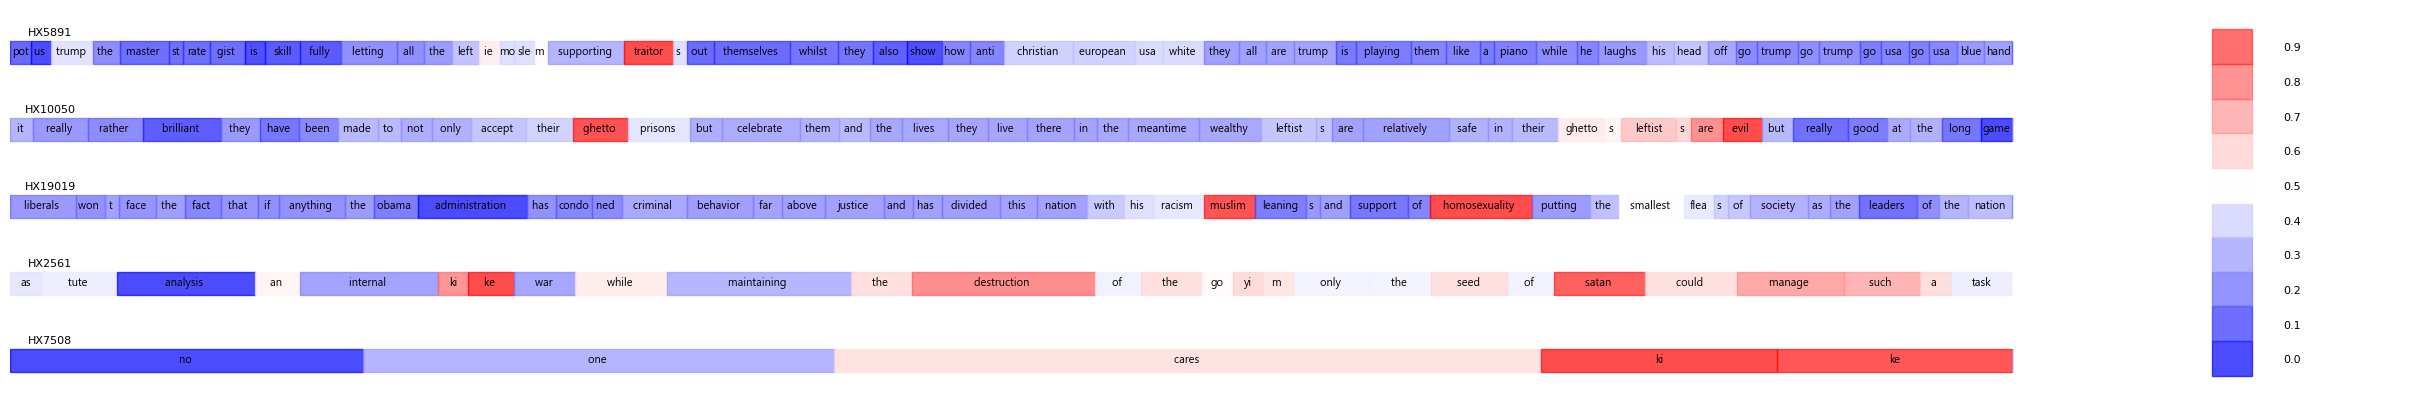 HX5891
pot us trump the master st rate gist is skill fully letting all the left ie mo sle m supporting traitor s out themselves whilst they also show how anti christian european usa white they all are trump is playing them like a piano while he laughs his head off go trump go trump go usa go usa blue hand
HX10050
it really rather brilliant they have been made to not only accept their ghetto prisons but celebrate them and the lives they live there in the meantime wealthy leftist s are relatively safe in their ghetto s leftist s are evil but really good at the long game
HX19019
liberals won t face the fact that if anything the obama administration has condo ned criminal behavior far above justice and has divided this nation with his racism muslim leaning s and support of homosexuality putting the smallest flea s of society as the leaders of the nation
HX2561
as tute analysis an internal ki ke war while maintaining the destruction of the go yi m only the seed of satan could manage such a task
HX7508
no one cares ki ke
0.9
0.8
0.7
0.6
0.5
0.4
0.3
0.2
0.1
0.0